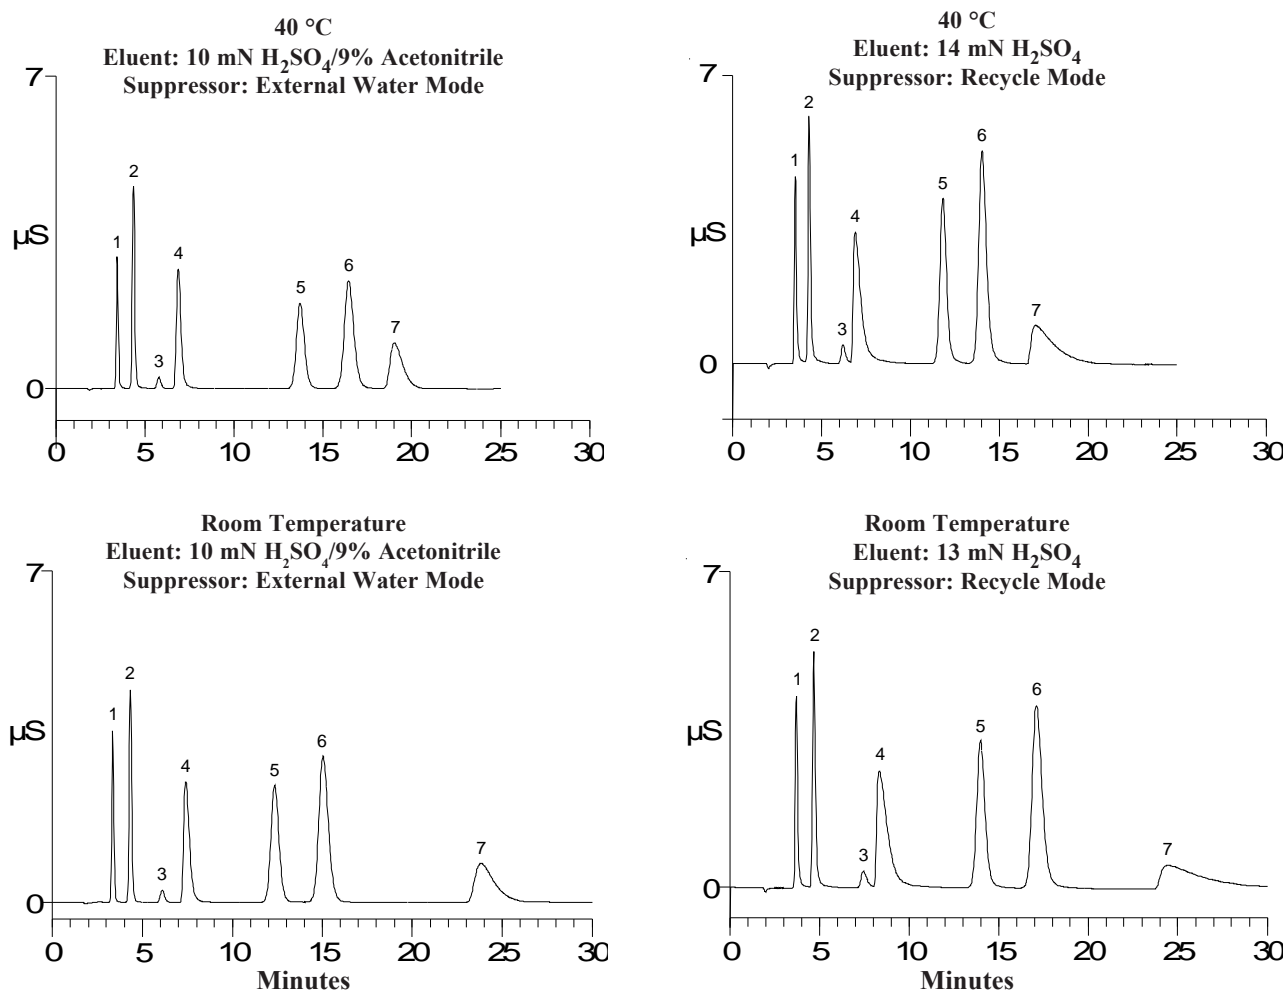 40 °C
Eluent: 10 mN H₂SO₄/9% Acetonitrile
Suppressor: External Water Mode
7
µS
0
1
2
3
4
5
6
7
0 5 10 15 20 25 30
40 °C
Eluent: 14 mN H₂SO₄
Suppressor: Recycle Mode
7
µS
0
1
2
3
4
5
6
7
0 5 10 15 20 25 30
Room Temperature
Eluent: 10 mN H₂SO₄/9% Acetonitrile
Suppressor: External Water Mode
7
µS
0
1
2
3
4
5
6
7
0 5 10 15 20 25 30
Minutes
Room Temperature
Eluent: 13 mN H₂SO₄
Suppressor: Recycle Mode
7
µS
0
1
2
3
4
5
6
7
0 5 10 15 20 25 30
Minutes